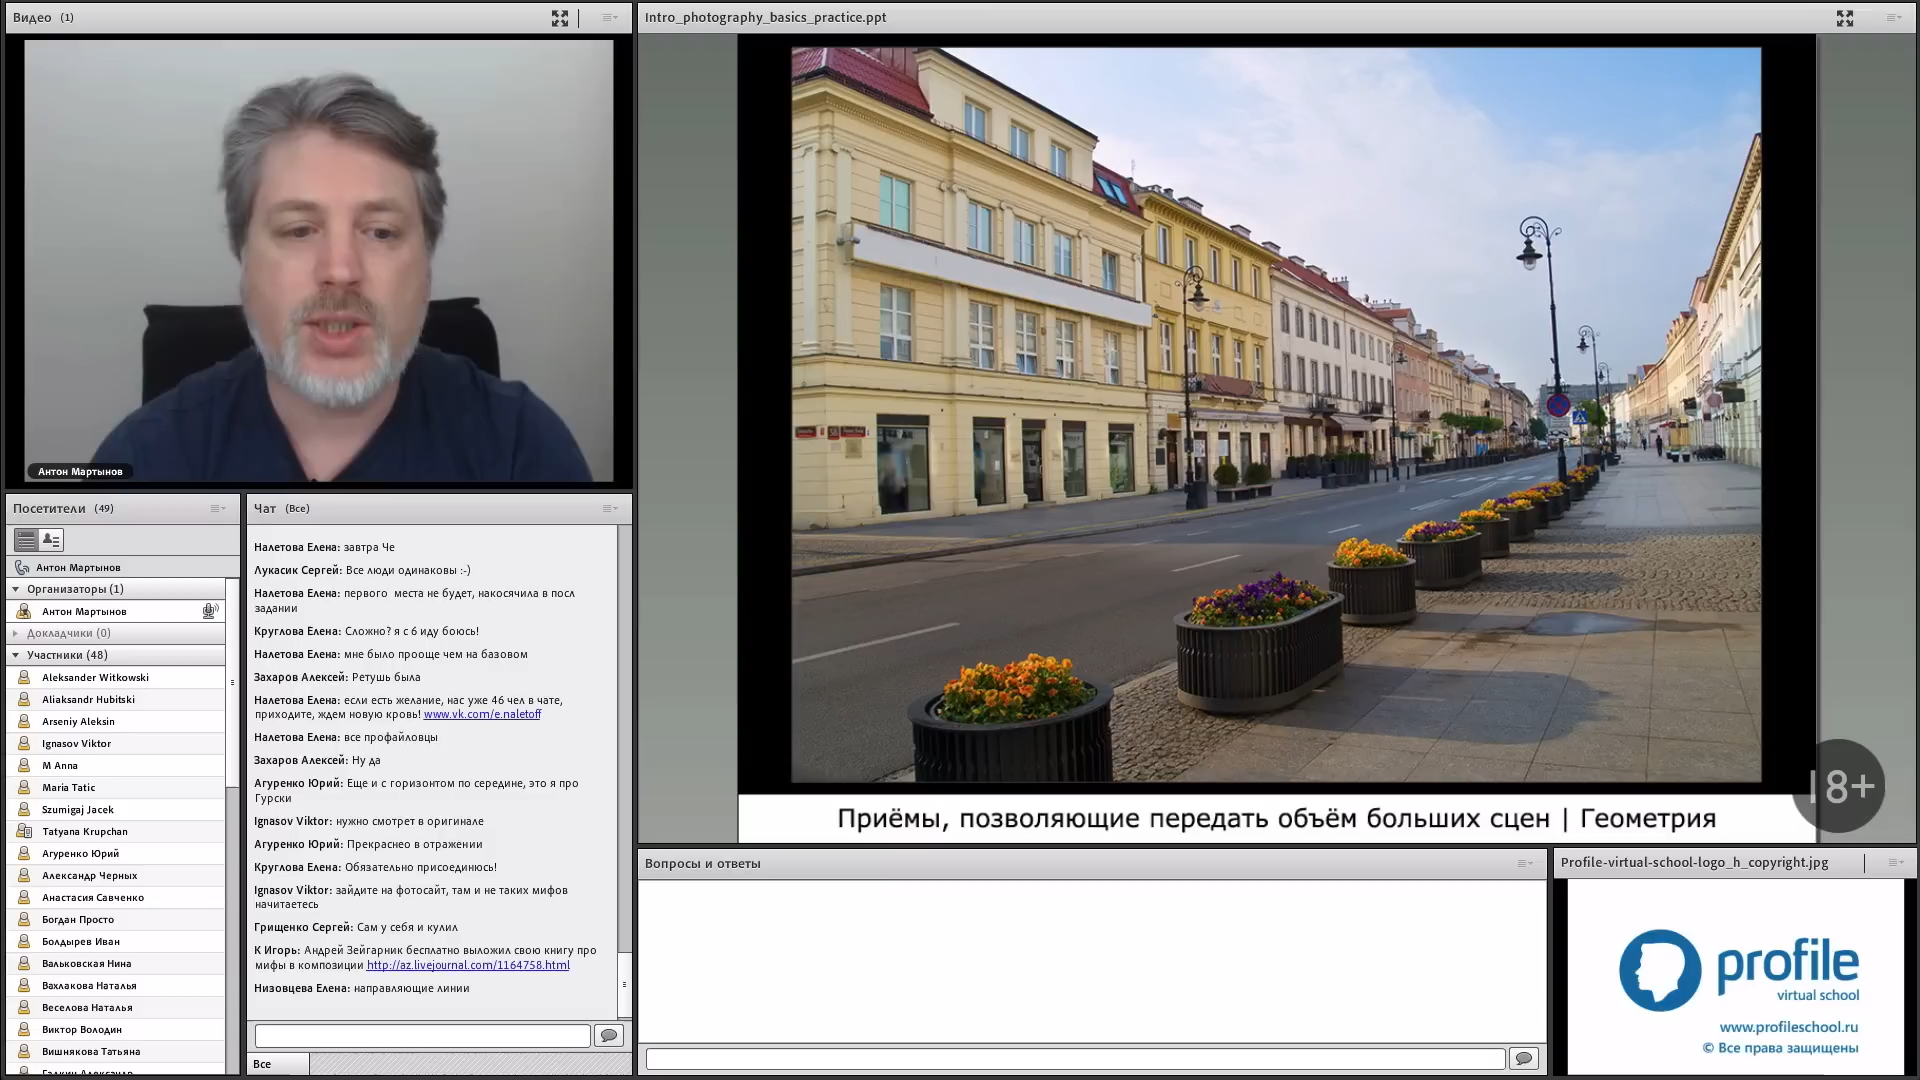 Видео (1)
Антон Мартынов
Посетители (49)
Антон Мартынов
Организаторы (1)
Антон Мартынов
Докладчики (0)
Участники (48)
Aleksander Witkowski
Aliaksandr Hubitski
Arseniy Aleksin
Ignasov Viktor
M Anna
Maria Tatic
Szumigaj Jacek
Tatyana Krupchan
Агуренко Юрий
Александр Черных
Анастасия Савченко
Богдан Просто
Болдырев Иван
Вальковская Нина
Вахлакова Наталья
Веселова Наталья
Виктор Володин
Вишнякова Татьяна
Галкин Александр
Чат (Все)
Налетова Елена: завтра Че
Лукасик Сергей: Все люди одинаковы :-)
Налетова Елена: первого места не будет, накосячила в посл
задании
Круглова Елена: Сложно? я с 6 иду боюсь!
Налетова Елена: мне было прооще чем на базовом
Захаров Алексей: Ретушь была
Налетова Елена: если есть желание, нас уже 46 чел в чате,
приходите, ждем новую кровь! www.vk.com/e.naletoff
Налетова Елена: все профайловцы
Захаров Алексей: Ну да
Агуренко Юрий: Еще и с горизонтом по середине, это я про
Гурски
Ignasov Viktor: нужно смотрет в оригинале
Агуренко Юрий: Прекраснео в отражении
Круглова Елена: Обязательно присоединюсь!
Ignasov Viktor: зайдите на фотосайт, там и не таких мифов
начитаетесь
Грищенко Сергей: Сам у себя и кулил
К Игорь: Андрей Зейгарник бесплатно выложил свою книгу про
мифы в композиции http://az.livejournal.com/1164758.html
Низовцева Елена: направляющие линии
Все
Intro_photography_basics_practice.ppt
18+
Приёмы, позволяющие передать объём больших сцен | Геометрия
Вопросы и ответы
Profile-virtual-school-logo_h_copyright.jpg
profile
virtual school
www.profileschool.ru
© Все права защищены